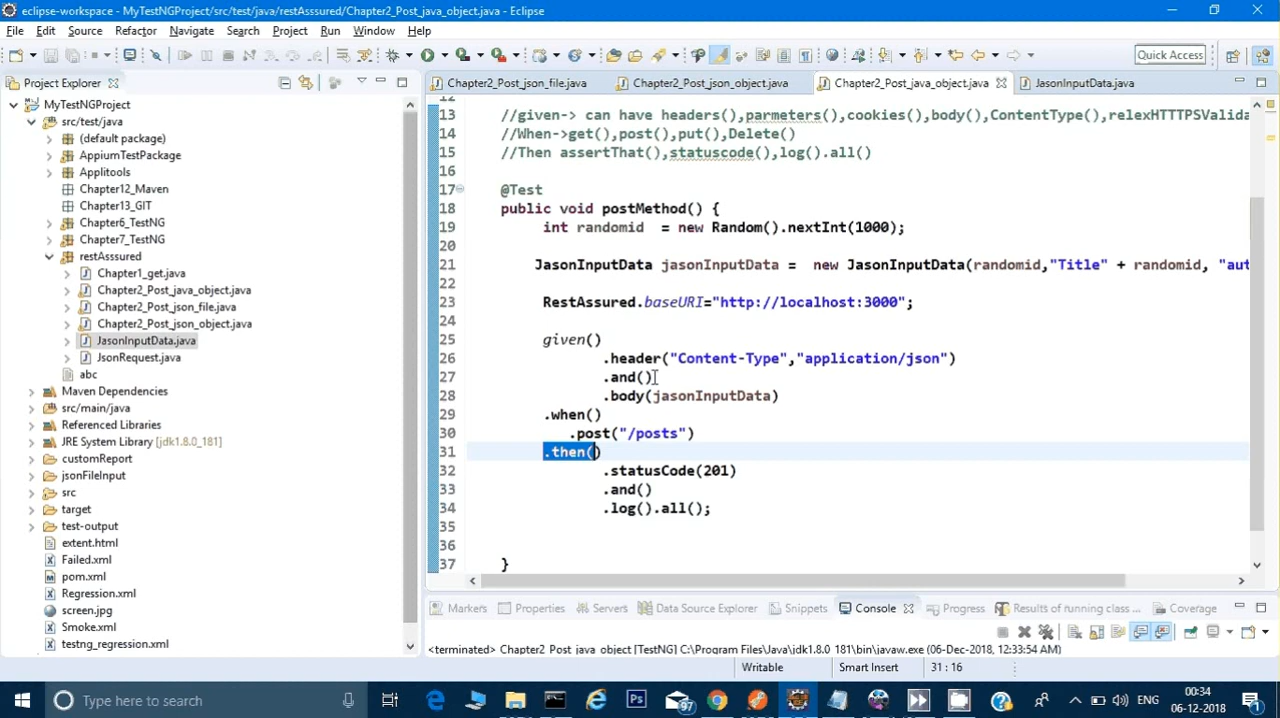 eclipse-workspace - MyTestNGProject/src/test/java/restAsssured/Chapter2_Post_java_object.java - Eclipse
File Edit Source Refactor Navigate Search Project Run Window Help
Quick Access
Project Explorer
Chapter2_Post_json_file.java Chapter2_Post_json_object.java Chapter2_Post_java_object.java JasonInputData.java
MyTestNGProject
src/test/java
(default package)
AppiumTestPackage
Applitools
Chapter12_Maven
Chapter13_GIT
Chapter6_TestNG
Chapter7_TestNG
restAsssured
Chapter1_get.java
Chapter2_Post_java_object.java
Chapter2_Post_json_file.java
Chapter2_Post_json_object.java
JasonInputData.java
JsonRequest.java
abc
Maven Dependencies
src/main/java
Referenced Libraries
JRE System Library [jdk1.8.0_181]
customReport
jsonFileInput
src
target
test-output
extent.html
Failed.xml
pom.xml
Regression.xml
screen.jpg
Smoke.xml
testng_regression.xml
12
13 //given-> can have headers(),parmeters(),cookies(),body(),ContentType(),relexHTTPSValida
14 //When->get(),post(),put(),Delete()
15 //Then assertThat(),statuscode(),log().all()
16
17 @Test
18 public void postMethod() {
19 int randomid = new Random().nextInt(1000);
20
21 JasonInputData jasonInputData = new JasonInputData(randomid,"Title" + randomid, "aut
22
23 RestAssured.baseURI="http://localhost:3000";
24
25 given()
26 .header("Content-Type","application/json")
27 .and()
28 .body(jasonInputData)
29 .when()
30 .post("/posts")
31 .then()
32 .statusCode(201)
33 .and()
34 .log().all();
35
36
37 }
Markers Properties Servers Data Source Explorer Snippets Console Progress Results of running class ... Coverage
<terminated> Chapter2_Post_java_object [TestNG] C:\Program Files\Java\jdk1.8.0_181\bin\javaw.exe (06-Dec-2018, 12:33:54 AM)
Writable Smart Insert 31 : 16
Type here to search
97
ENG
00:34
06-12-2018
1